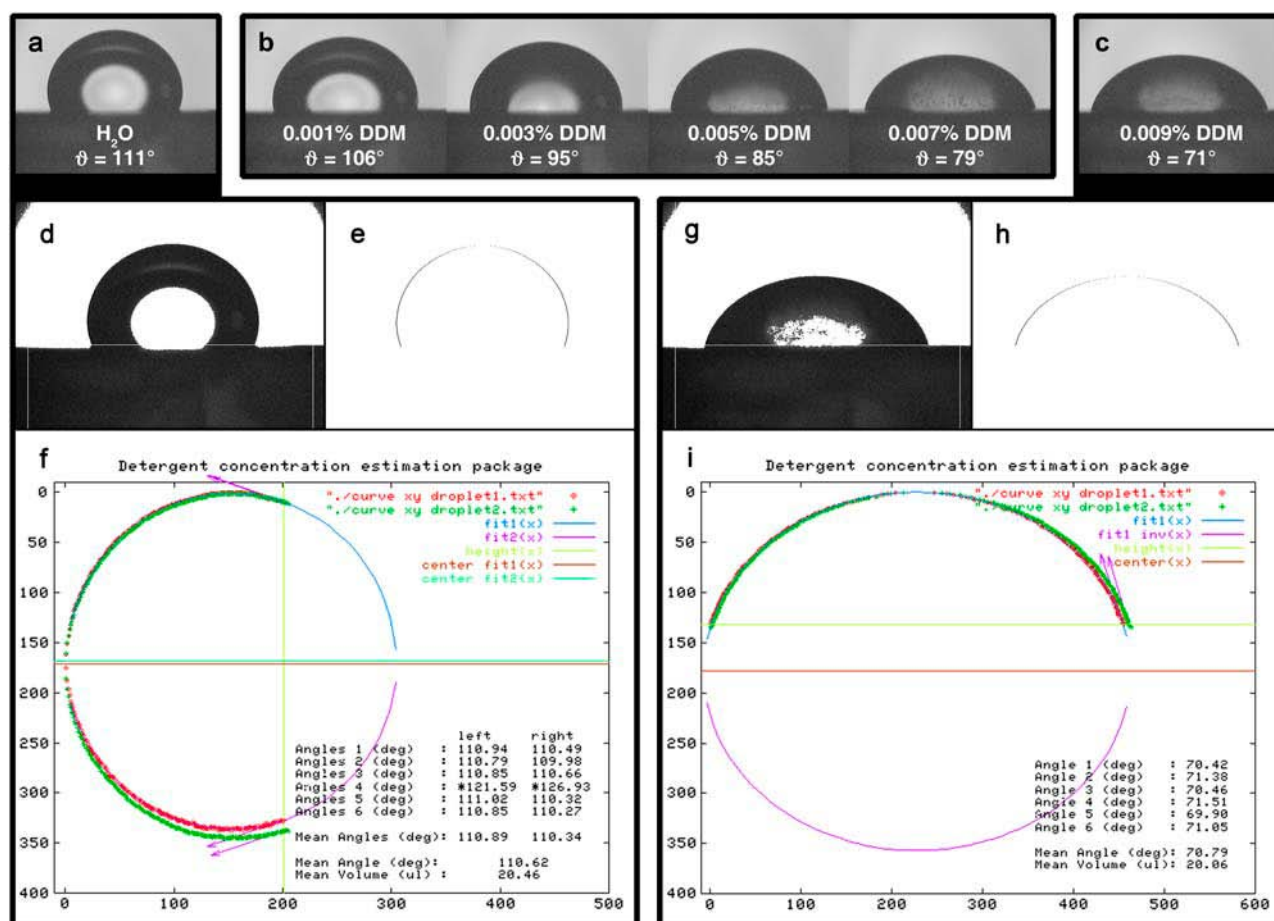 a
H2O
ϑ = 111°
b
0.001% DDM
ϑ = 106°
0.003% DDM
ϑ = 95°
0.005% DDM
ϑ = 85°
0.007% DDM
ϑ = 79°
c
0.009% DDM
ϑ = 71°
d
e
g
h
f
Detergent concentration estimation package
"./curve xy droplet1.txt"
"./curve xy droplet2.txt"
fit1(x)
fit2(x)
height(x)
center fit1(x)
center fit2(x)
0
50
100
150
200
250
300
350
400
left right
Angles 1 (deg) : 110.94 110.49
Angles 2 (deg) : 110.79 109.98
Angles 3 (deg) : 110.85 110.66
Angles 4 (deg) : *121.59 *126.93
Angles 5 (deg) : 111.02 110.32
Angles 6 (deg) : 110.85 110.27
Mean Angles (deg): 110.89 110.34
Mean Angle (deg): 110.62
Mean Volume (ul) : 20.46
0 100 200 300 400 500
i
Detergent concentration estimation package
"./curve xy droplet1.txt"
"./curve xy droplet2.txt"
fit1(x)
fit1 inv(x)
height(x)
center(x)
0
50
100
150
200
250
300
350
400
Angle 1 (deg) : 70.42
Angle 2 (deg) : 71.38
Angle 3 (deg) : 70.46
Angle 4 (deg) : 71.51
Angle 5 (deg) : 69.90
Angle 6 (deg) : 71.05
Mean Angle (deg): 70.79
Mean Volume (ul): 20.06
0 100 200 300 400 500 600